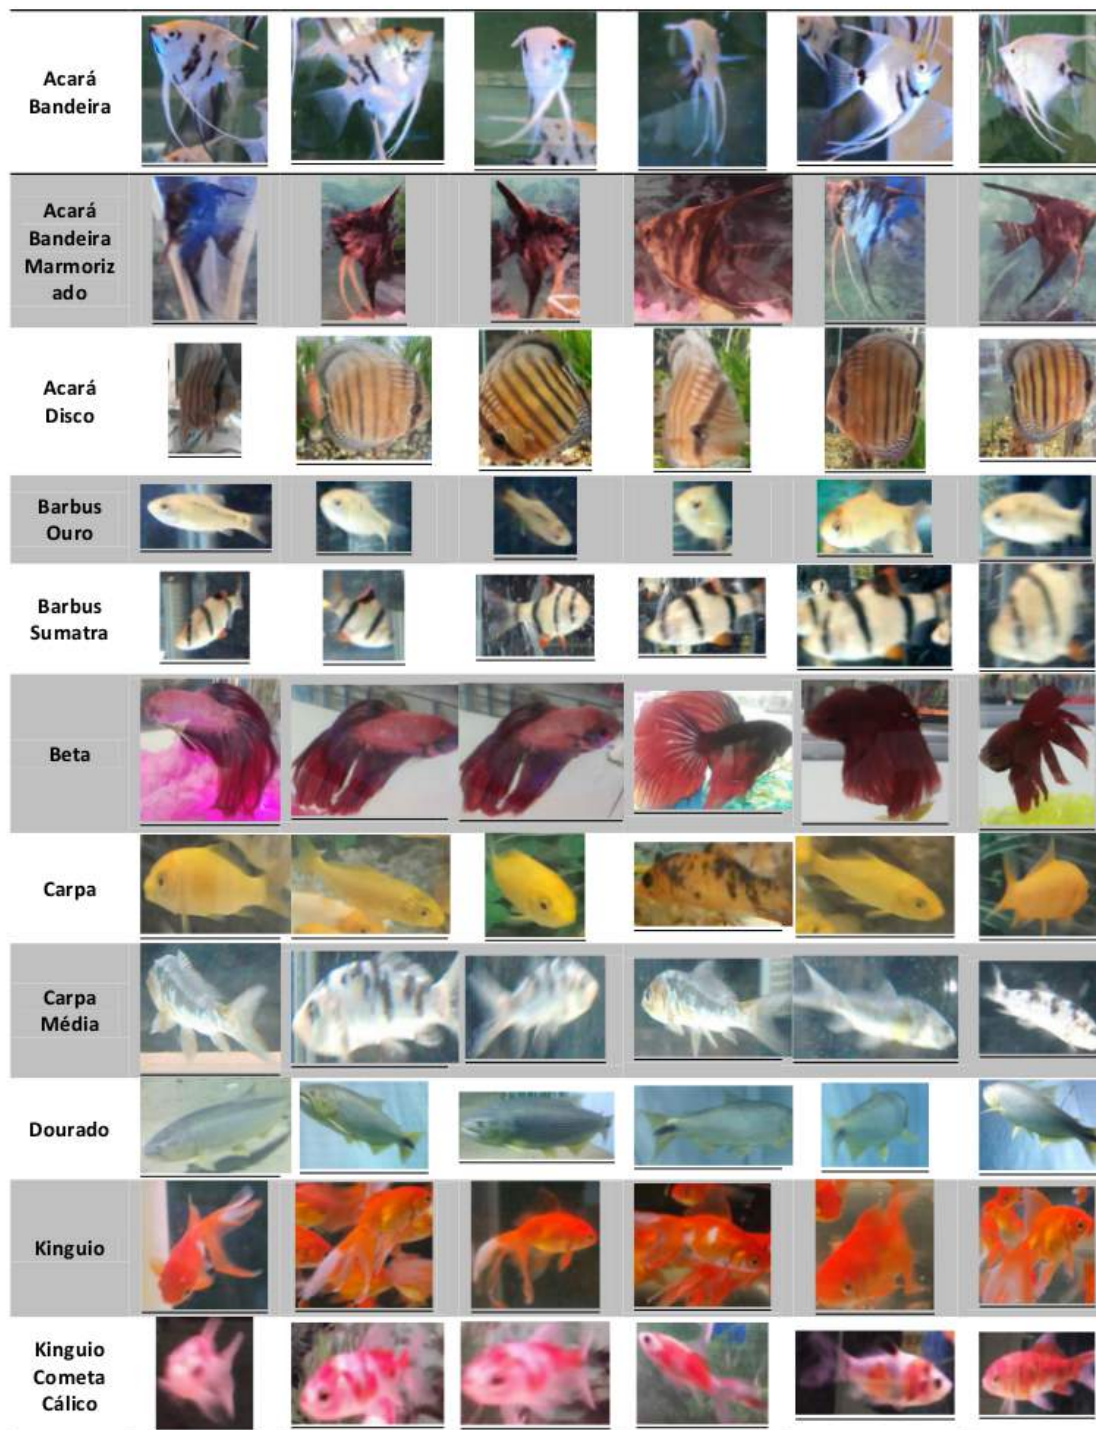 Acará
Bandeira
Acará
Bandeira
Marmoriz
ado
Acará
Disco
Barbus
Ouro
Barbus
Sumatra
Beta
Carpa
Carpa
Média
Dourado
Kinguio
Kinguio
Cometa
Cálico